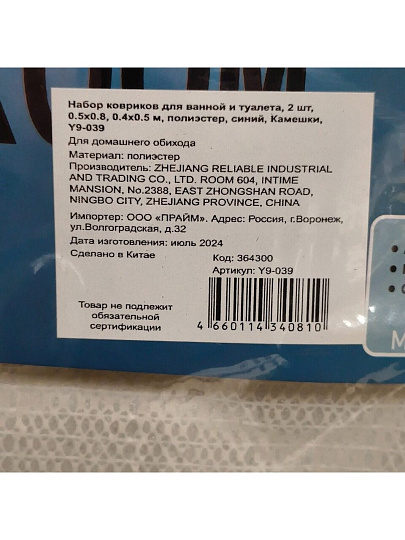 Набор ковриков для ванной и туалета, 2 шт,
0.5х0.8, 0.4х0.5 м, полиэстер, синий, Камешки,
Y9-039
Для домашнего обихода
Материал: полиэстер
Производитель: ZHEJIANG RELIABLE INDUSTRIAL
AND TRADING CO., LTD. ROOM 604, INTIME
MANSION, No.2388, EAST ZHONGSHAN ROAD,
NINGBO CITY, ZHEJIANG PROVINCE, CHINA
Импортер: ООО «ПРАЙМ». Адрес: Россия, г.Воронеж,
ул.Волгоградская, д.32
Дата изготовления: июль 2024
Сделано в Китае
Код: 364300
Артикул: Y9-039
Товар не подлежит
обязательной
сертификации
4 660114 340810